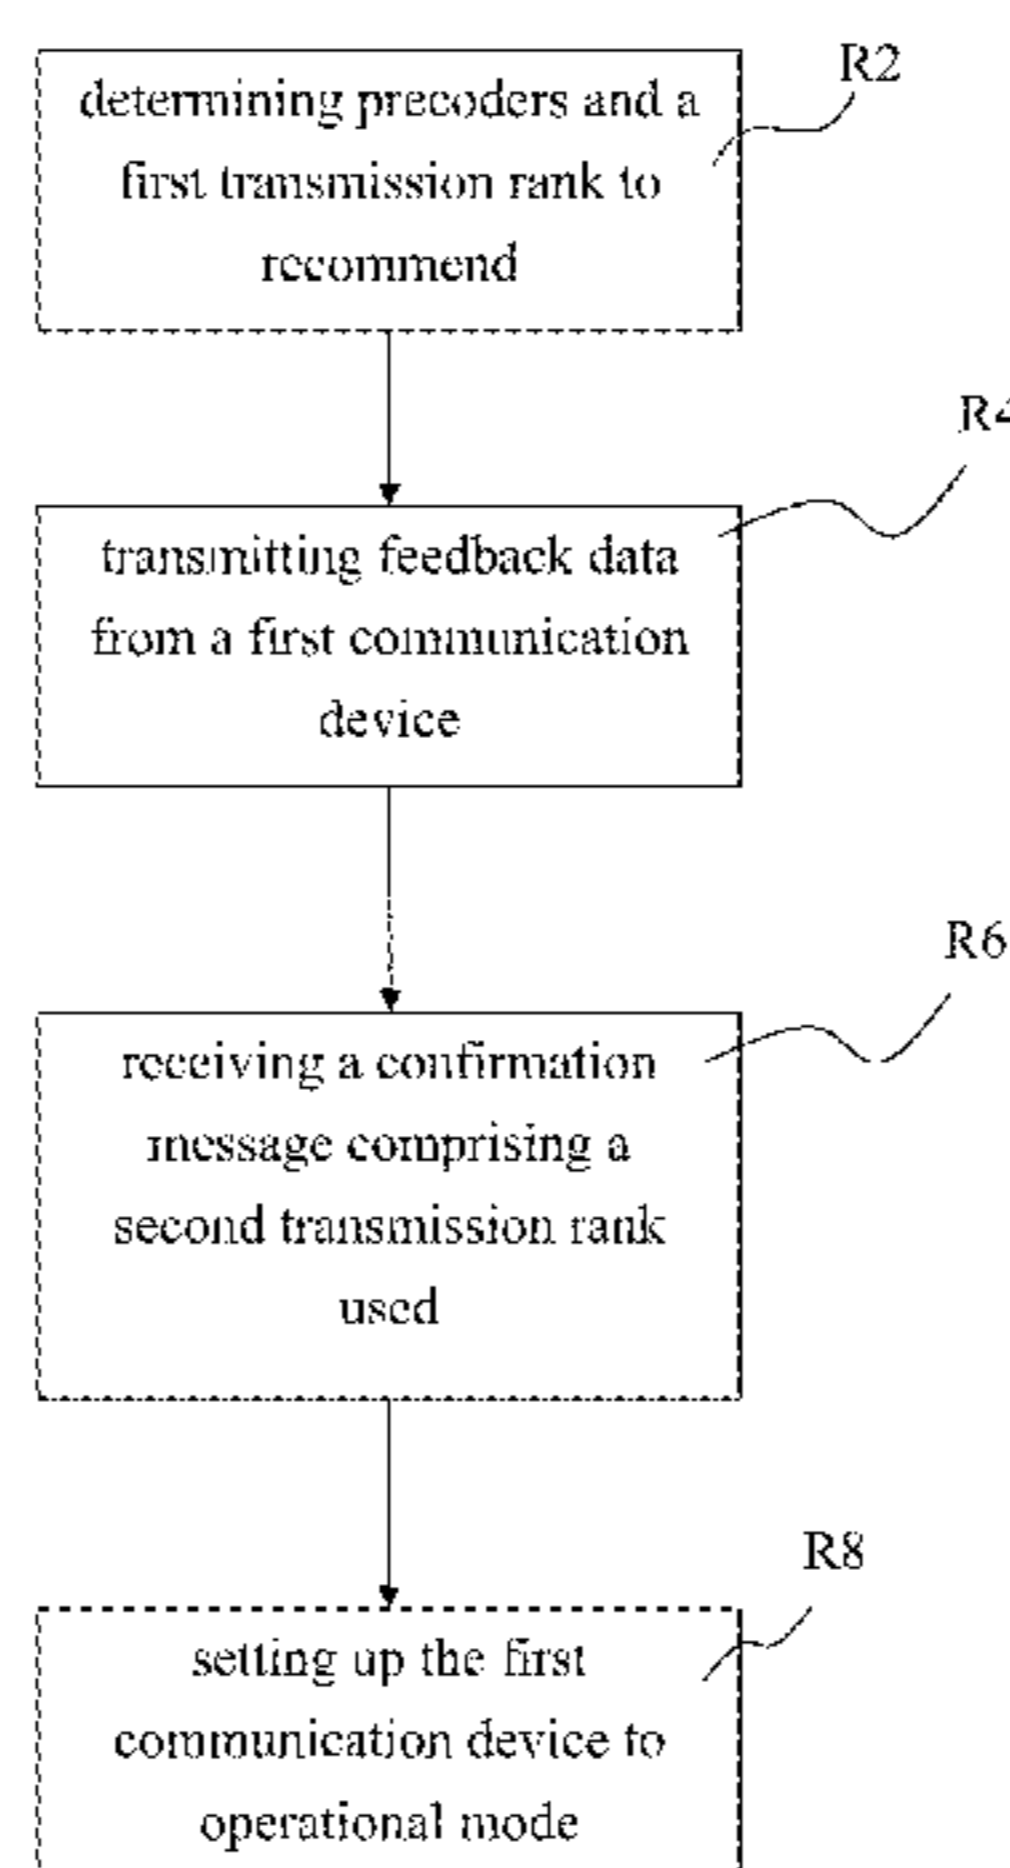 R2
determining precoders and a
first transmission rank to
recommend
R4
transmitting feedback data
from a first communication
device
R6
receiving a confirmation
message comprising a
second transmission rank
used
R8
setting up the first
communication device to
operational mode